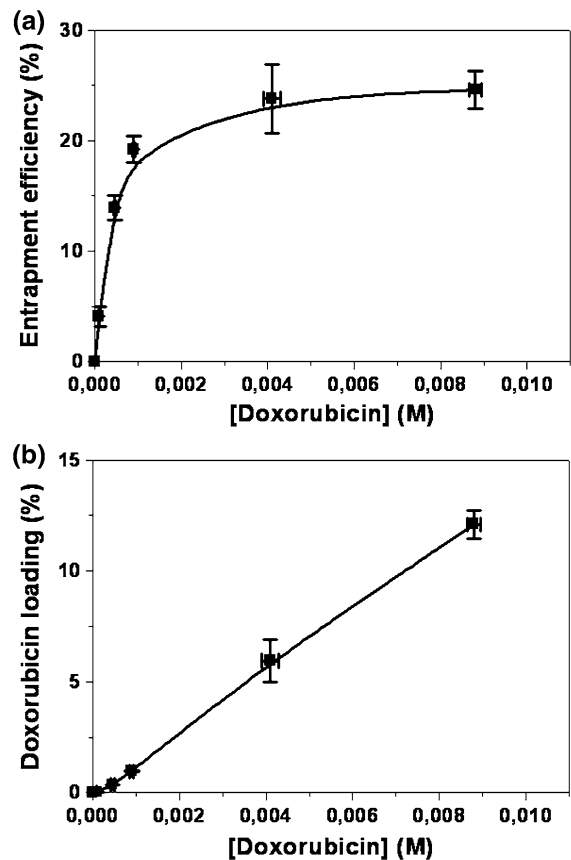 (a)
Entrapment efficiency (%)
30
20
10
0
0,000 0,002 0,004 0,006 0,008 0,010
[Doxorubicin] (M)
(b)
Doxorubicin loading (%)
15
10
5
0
0,000 0,002 0,004 0,006 0,008 0,010
[Doxorubicin] (M)